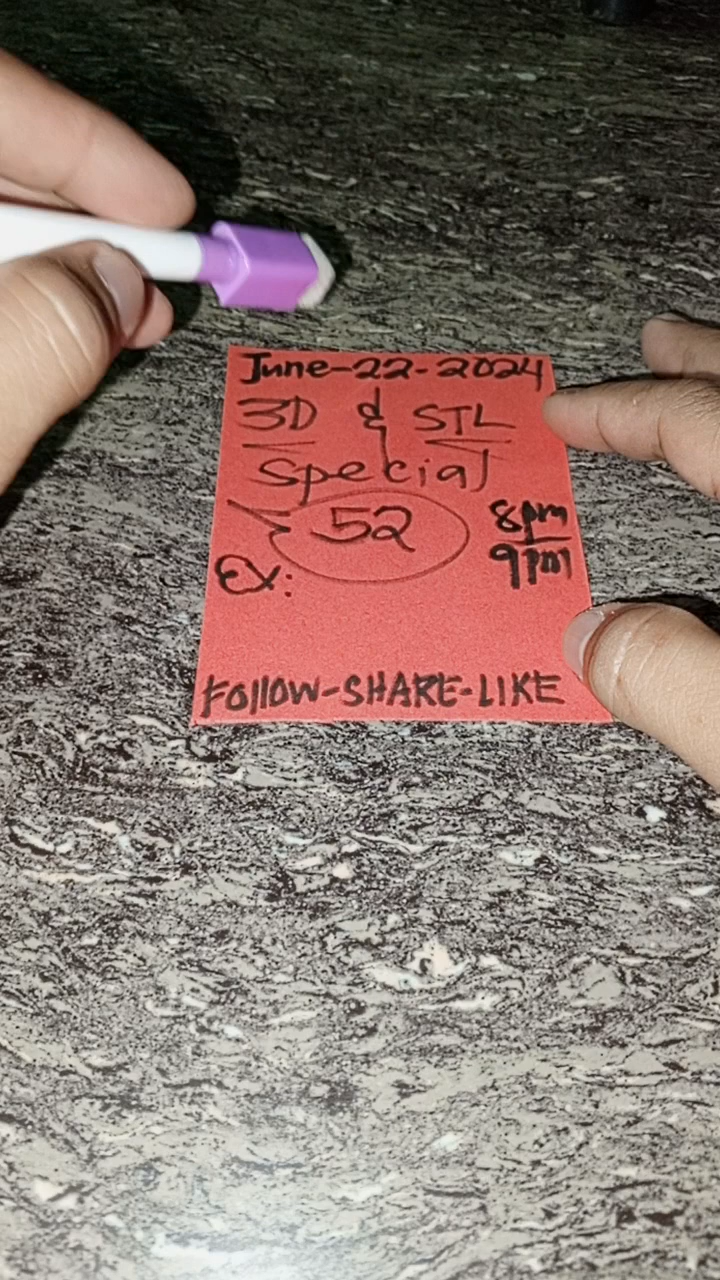 June-22-2024
3D & STL
Special
52
8pm
9pm
Ex:
FOllOW-SHARE-LIKE